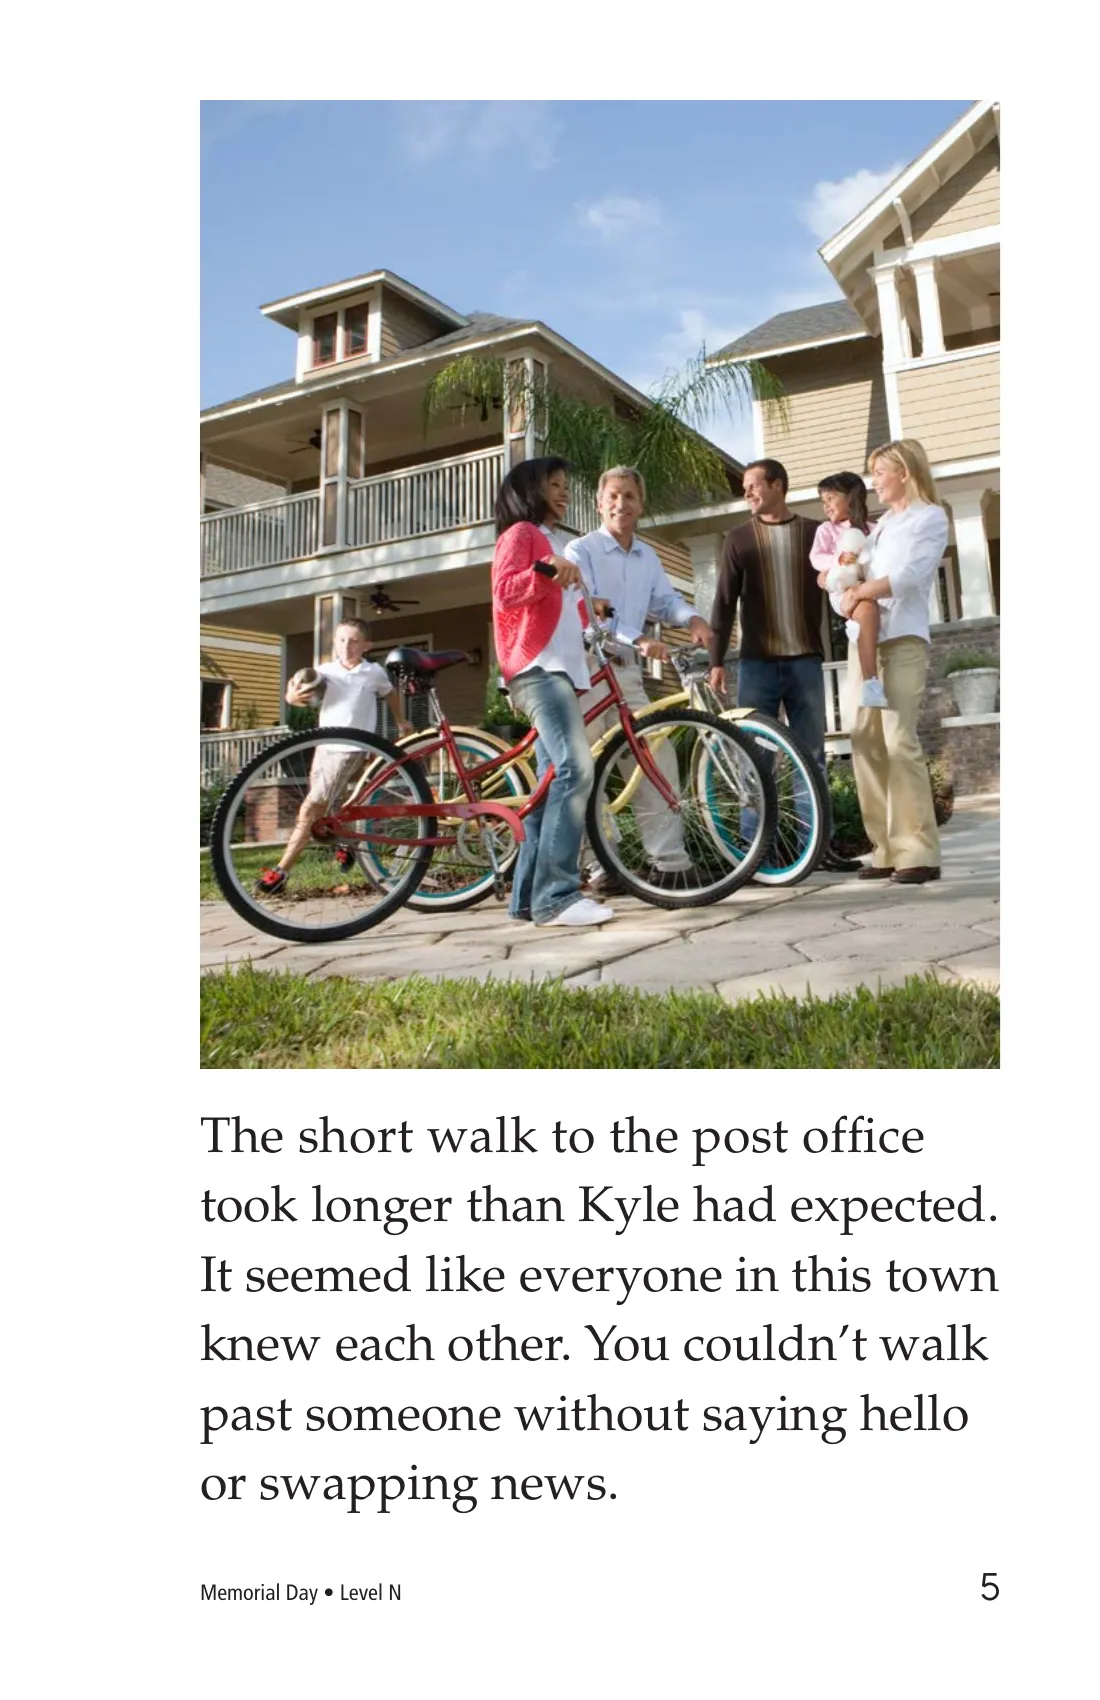 The short walk to the post office
took longer than Kyle had expected.
It seemed like everyone in this town
knew each other. You couldn’t walk
past someone without saying hello
or swapping news.
Memorial Day • Level N
5